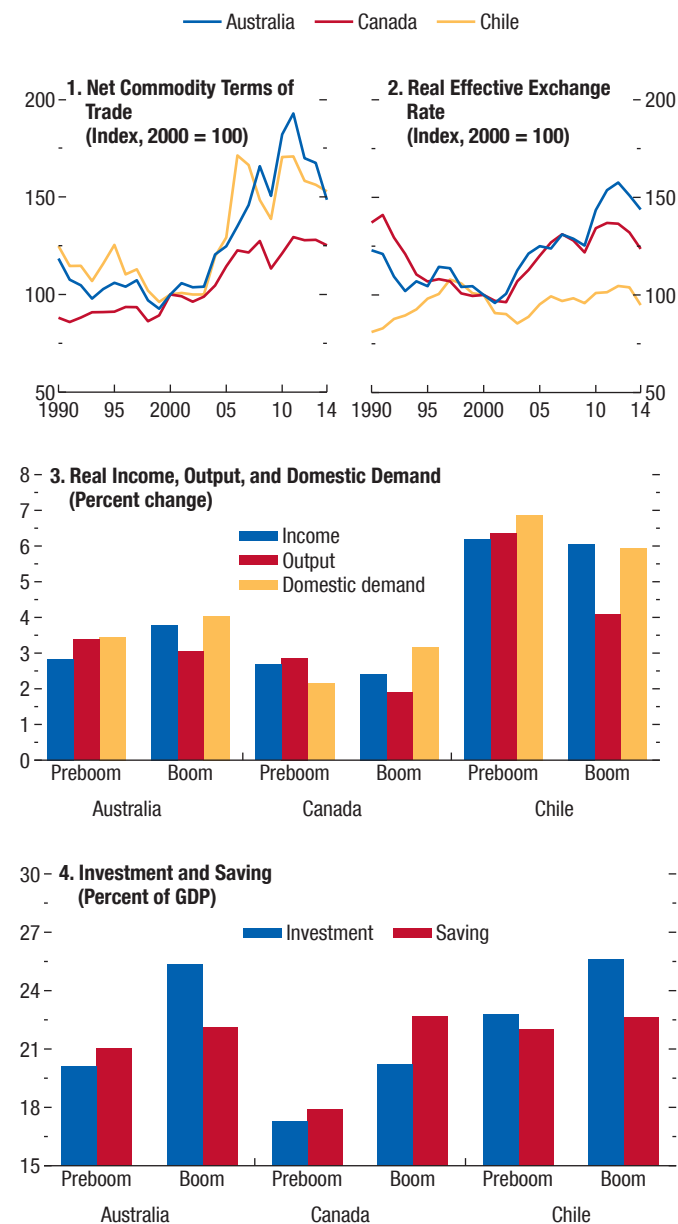 Australia Canada Chile
1. Net Commodity Terms of
Trade
(Index, 2000 = 100)
200
150
100
50
1990 95 2000 05 10 14
2. Real Effective Exchange
Rate
(Index, 2000 = 100)
200
150
100
50
1990 95 2000 05 10 14
3. Real Income, Output, and Domestic Demand
(Percent change)
Income
Output
Domestic demand
8
7
6
5
4
3
2
1
0
Preboom Boom Preboom Boom Preboom Boom
Australia Canada Chile
4. Investment and Saving
(Percent of GDP)
Investment Saving
30
27
24
21
18
15
Preboom Boom Preboom Boom Preboom Boom
Australia Canada Chile